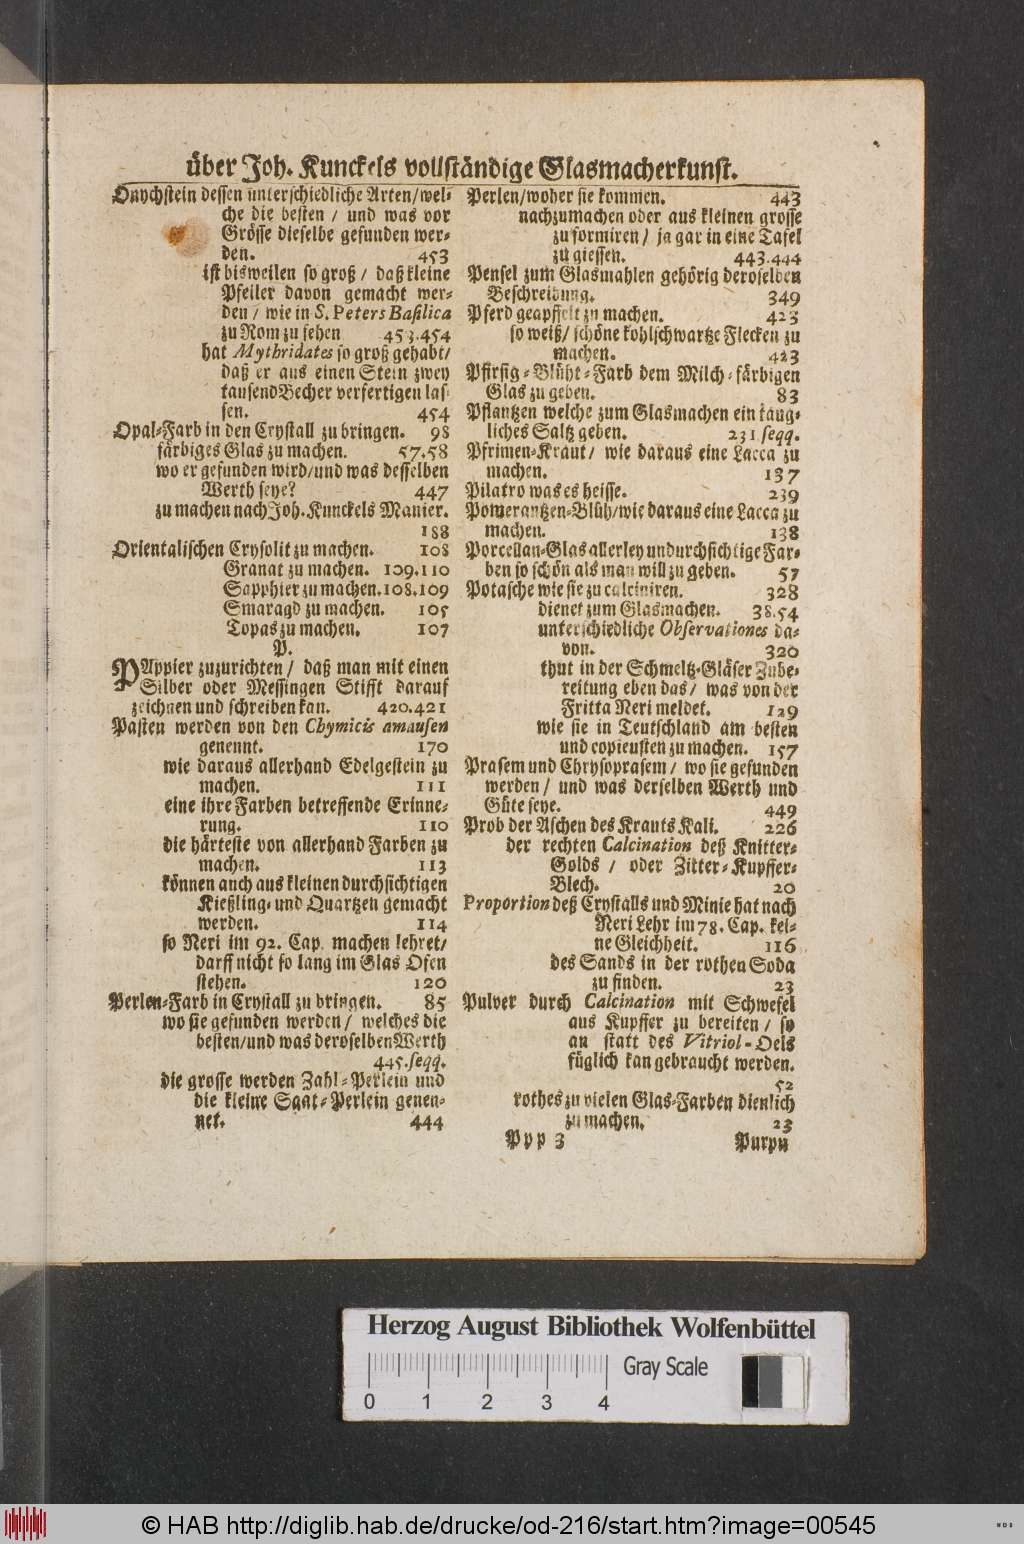 über Joh. Kunckels vollständige Glasmacherkunst.
Onychstein dessen unterschiedliche Arten/wel-
che die besten / und was vor
Grösse dieselbe gefunden wer-
den. 453
ist bisweilen so groß / daß kleine
Pfeiler davon gemacht wer-
den / wie in S. Peters Basilica
zu Rom zu sehen 453.454
hat Mythridates so groß gehabt/
daß er aus einen Stein zwey
tausend Becher verfertigen las-
sen. 454
Opal-Farb in den Crystall zu bringen. 98
färbiges Glas zu machen. 57.58
wo er gefunden wird/und was desselben
Werth seye? 447
zu machen nach Joh. Kunckels Manier.
188
Orientalischen Crysolit zu machen. 108
Granat zu machen. 109.110
Sapphier zu machen. 108.109
Smaragd zu machen. 105
Topas zu machen. 107
P.
PAppier zuzurichten / daß man mit einen
Silber oder Messingen Stifft darauf
zeichnen und schreiben kan. 420.421
Pasten werden von den Chymicis amausen
genennt. 170
wie daraus allerhand Edelgestein zu
machen. 111
eine ihre Farben betreffende Erinne-
rung. 110
die härteste von allerhand Farben zu
machen. 113
können auch aus kleinen durchsichtigen
Kießling- und Quartzen gemacht
werden. 114
so Neri im 92. Cap. machen lehret/
darff nicht so lang im Glas Ofen
stehen. 120
Perlen-Farb in Crystall zu bringen. 85
wo sie gefunden werden / welches die
besten/und was deroselben Werth
445.seqq.
die grosse werden Zahl-Perlein und
die kleine Saat-Perlein genen-
net. 444
Perlen/woher sie kommen. 443
nachzumachen oder aus kleinen grosse
zu formiren / ja gar in eine Tafel
zu giessen. 443.444
Pensel zum Glasmahlen gehörig deroselben
Beschreibung. 349
Pferd geapffelt zu machen. 423
so weiß/ schöne kohlschwartze Flecken zu
machen. 423
Pfirsig-Blüht-Farb dem Milch-färbigen
Glas zu geben. 83
Pflantzen welche zum Glasmachen ein taug-
liches Saltz geben. 231 seqq.
Pfrimen-Kraut / wie daraus eine Lacca zu
machen. 137
Pilatro was es heisse. 239
Pomerantzen-Blüh/wie daraus eine Lacca zu
machen. 138
Porcellan-Glas allerley undurchsichtige Far-
ben so schön als man will zu geben. 57
Potasche wie sie zu calciniren. 328
dienet zum Glasmachen. 38.54
unterschiedliche Observationes da-
von. 320
thut in der Schmeltz-Gläser Zube-
reitung eben das / was von der
Fritta Neri meldet. 129
wie sie in Teutschland am besten
und copieusten zu machen. 157
Prasem und Chrysoprasem / wo sie gefunden
werden / und was derselben Werth und
Güte seye. 449
Prob der Aschen des Krauts Kali. 226
der rechten Calcination deß Knitter-
Golds / oder Zitter-Kupffer-
Blech. 20
Proportion deß Crystalls und Minie hat nach
Neri Lehr im 78. Cap. kei-
ne Gleichheit. 116
des Sands in der rothen Soda
zu finden. 23
Pulver durch Calcination mit Schwefel
aus Kupffer zu bereiten / so
an statt des Vitriol-Oels
füglich kan gebraucht werden.
52
rothes zu vielen Glas-Farben dienlich
zu machen. 23
Ppp 3 Purpu
Herzog August Bibliothek Wolfenbüttel
Gray Scale
0 1 2 3 4
© HAB http://diglib.hab.de/drucke/od-216/start.htm?image=00545